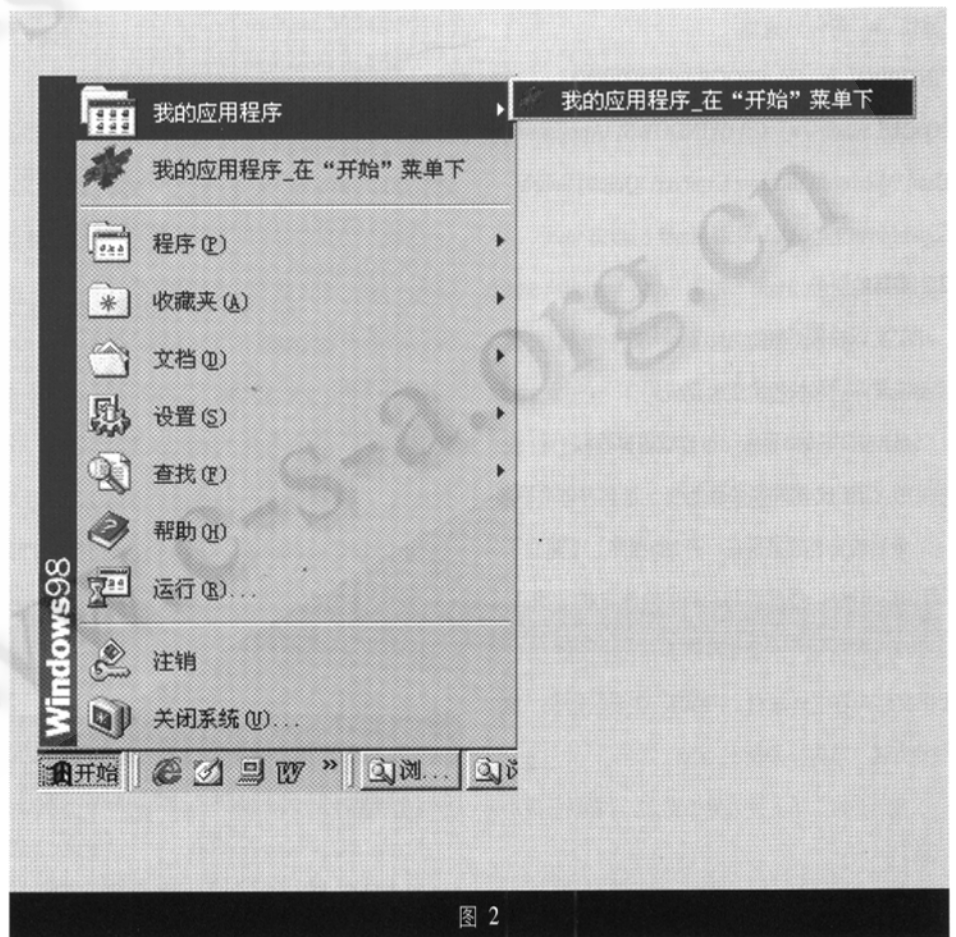 我的应用程序
我的应用程序_在“开始”菜单下
我的应用程序_在“开始”菜单下
程序(P)
收藏夹(A)
文档(D)
设置(S)
查找(F)
帮助(H)
运行(R)...
注销
关闭系统(U)...
Windows98
开始
»
浏...
浏
图 2